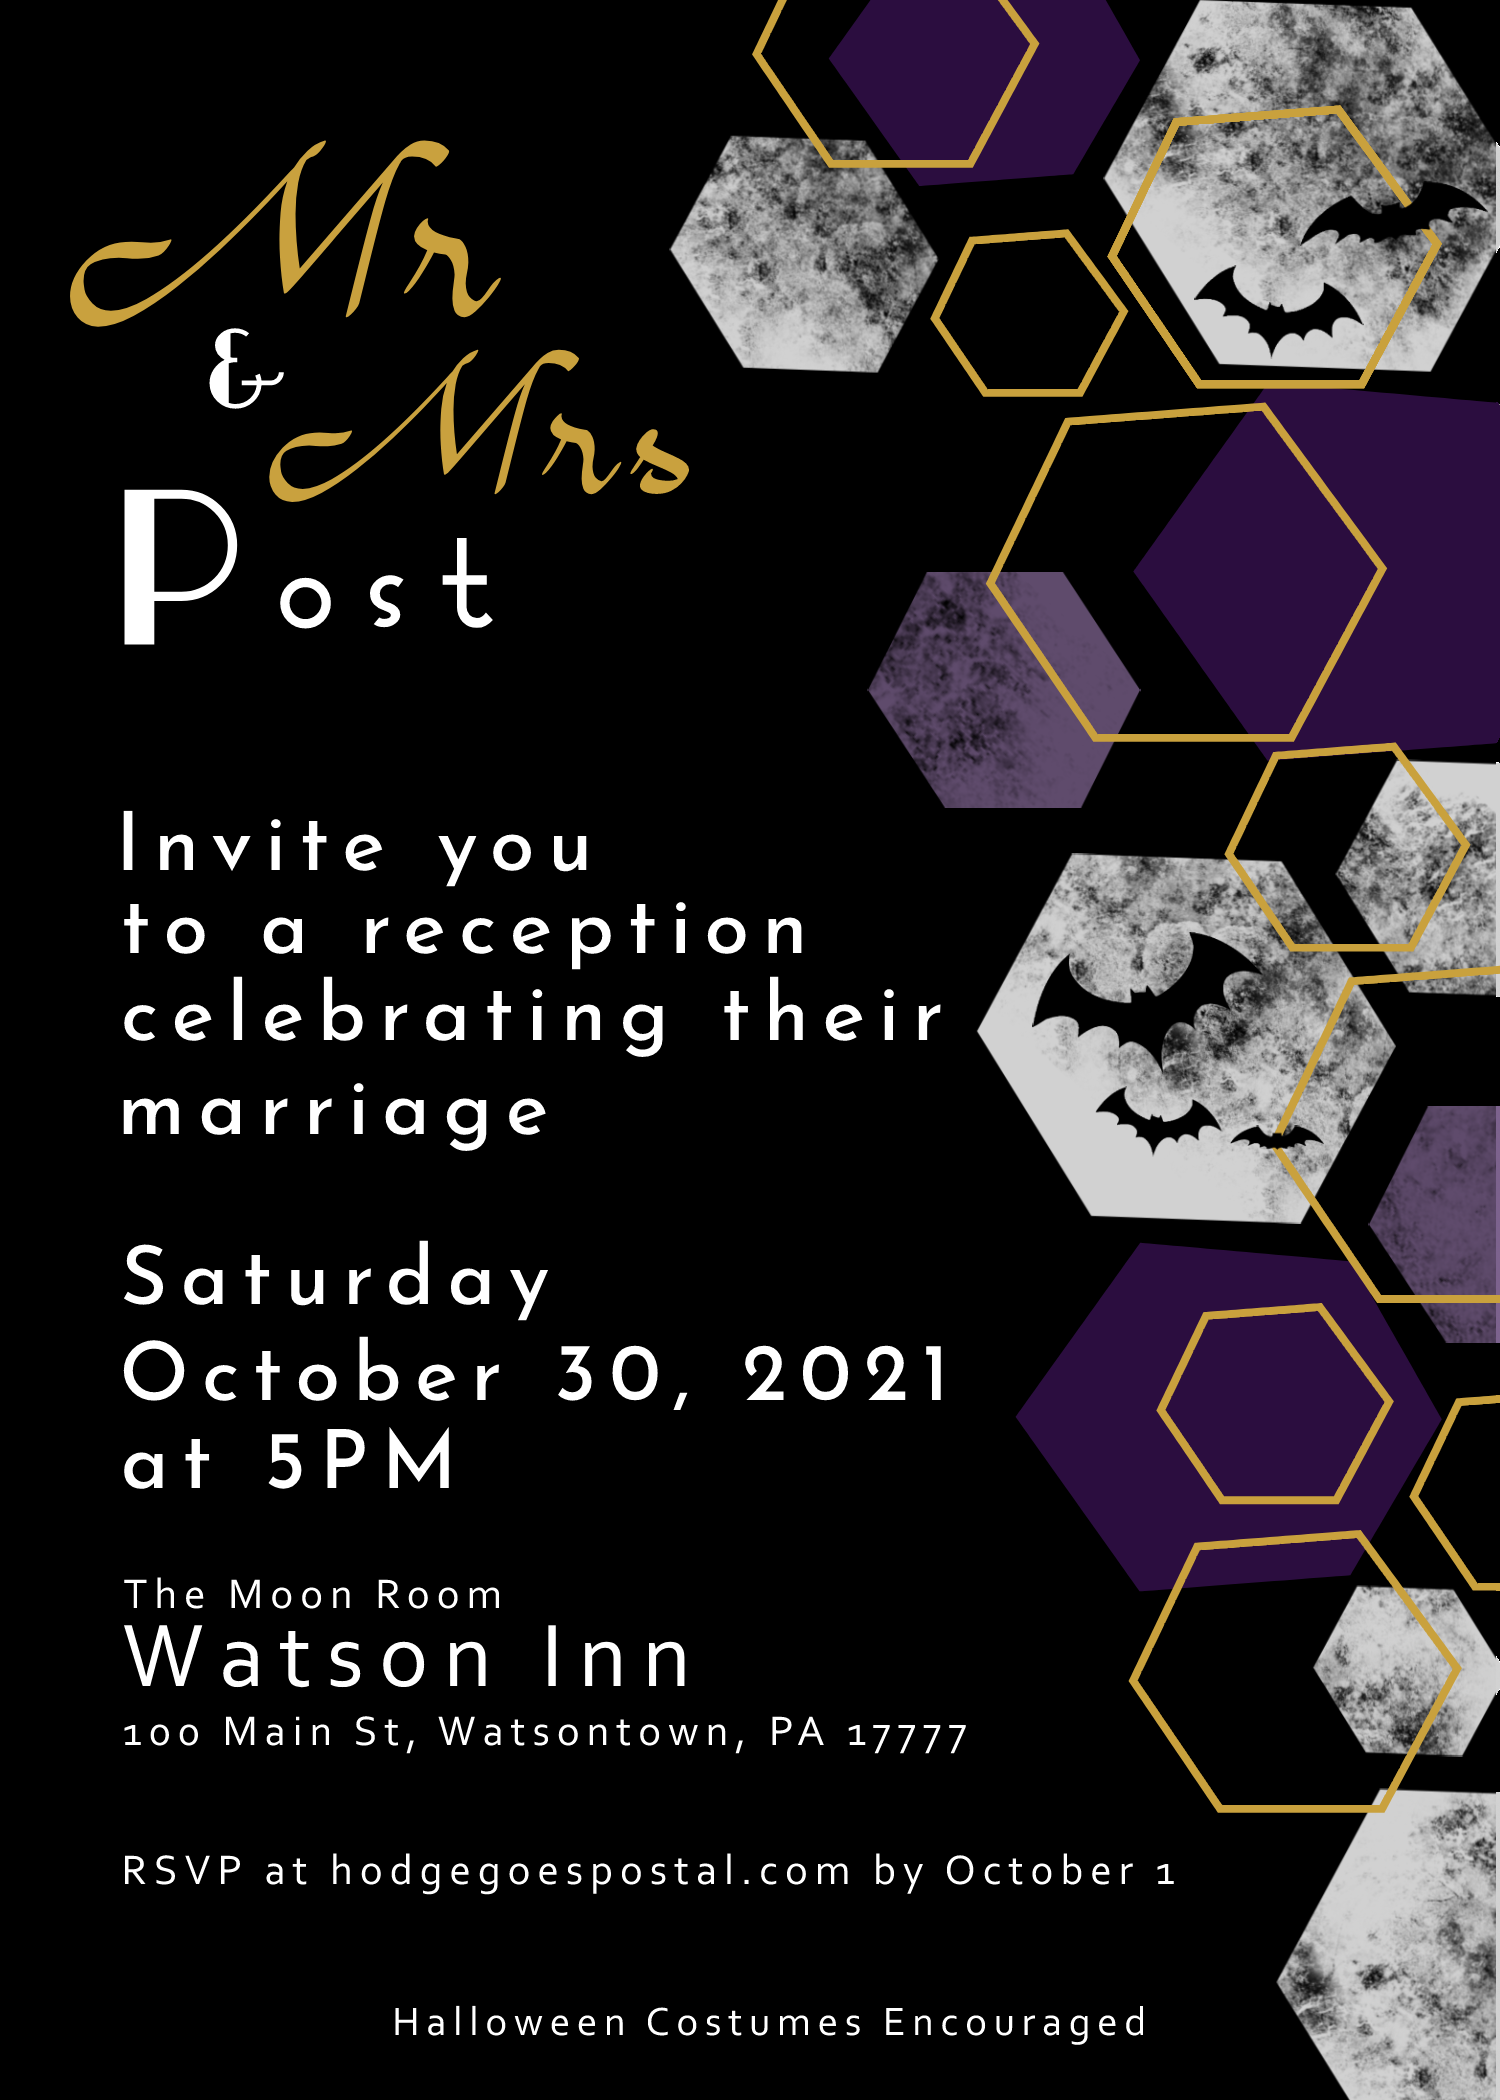 Mr
&
Mrs
Post
Invite you
to a reception
celebrating their
marriage
Saturday
October 30, 2021
at 5PM
The Moon Room
Watson Inn
100 Main St, Watsontown, PA 17777
RSVP at hodgegoespostal.com by October 1
Halloween Costumes Encouraged